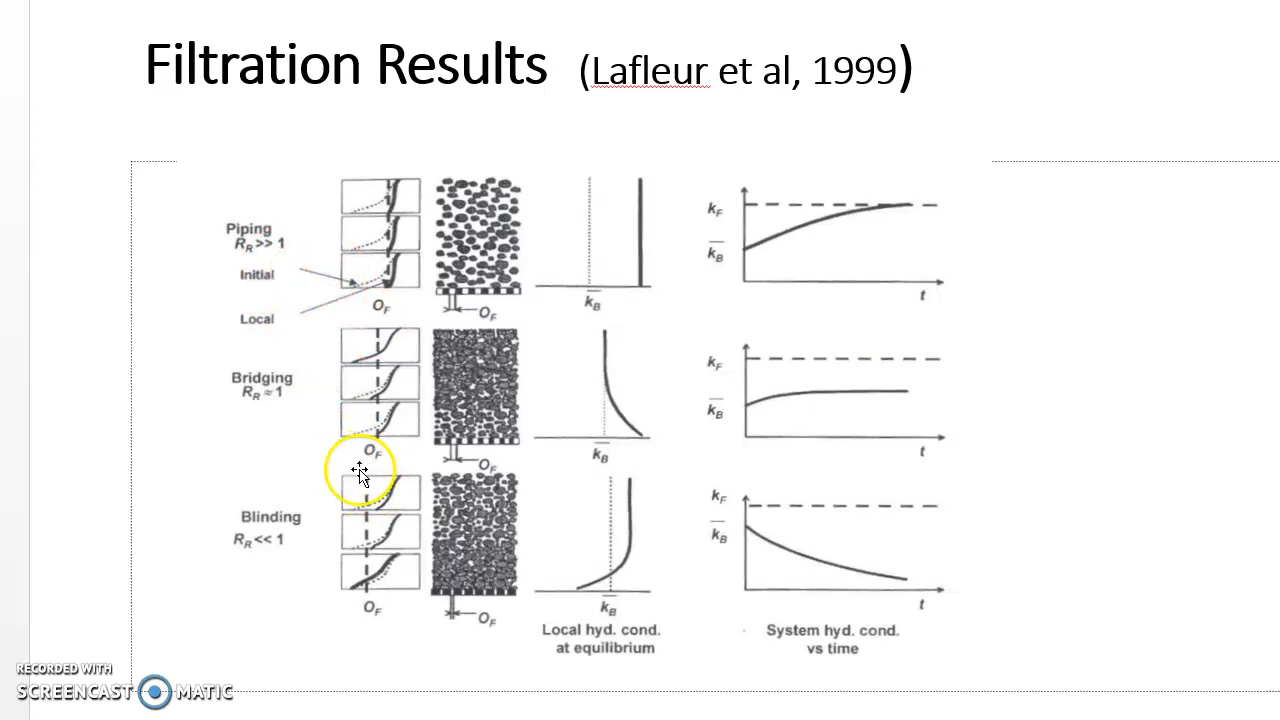 Filtration Results (Lafleur et al, 1999)
Piping
R_R >> 1
Initial
Local
O_F
O_F
k_B
k_F
k_B
t
Bridging
R_R ≈ 1
O_F
O_F
k_B
k_F
k_B
t
Blinding
R_R << 1
O_F
O_F
k_B
k_F
k_B
t
Local hyd. cond.
at equilibrium
System hyd. cond.
vs time
RECORDED WITH
SCREENCAST MATIC